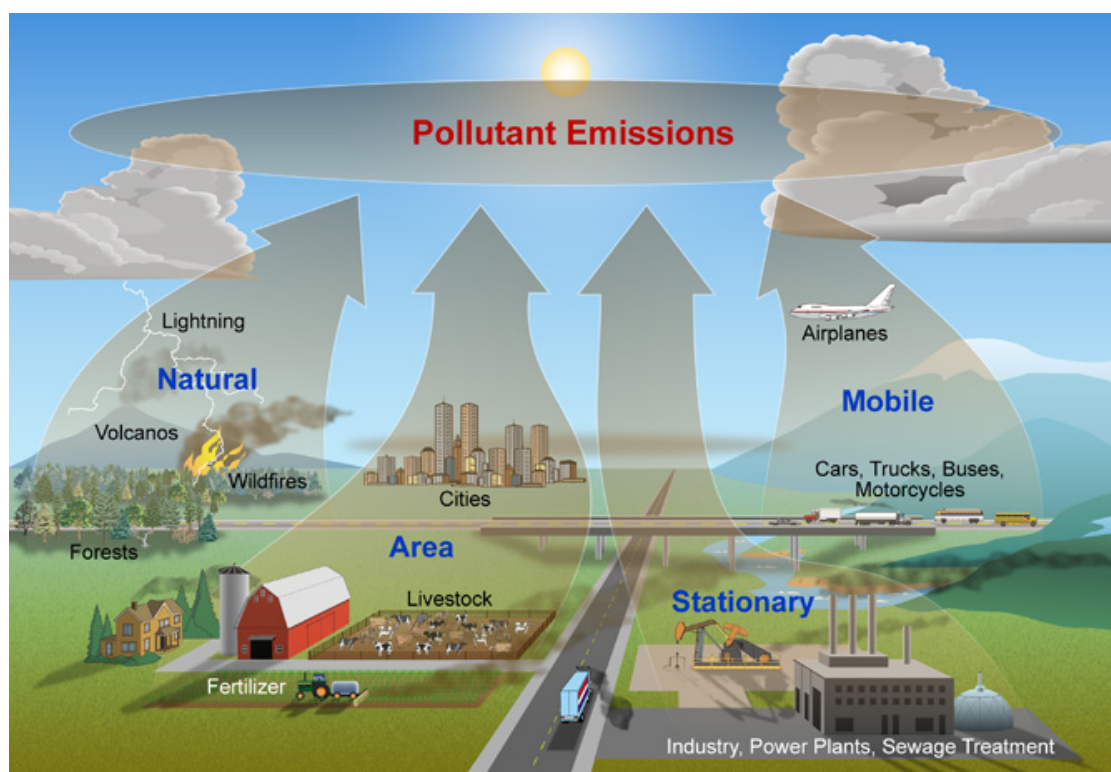 Pollutant Emissions
Lightning
Natural
Volcanos
Wildfires
Forests
Cities
Area
Livestock
Fertilizer
Airplanes
Mobile
Cars, Trucks, Buses,
Motorcycles
Stationary
Industry, Power Plants, Sewage Treatment